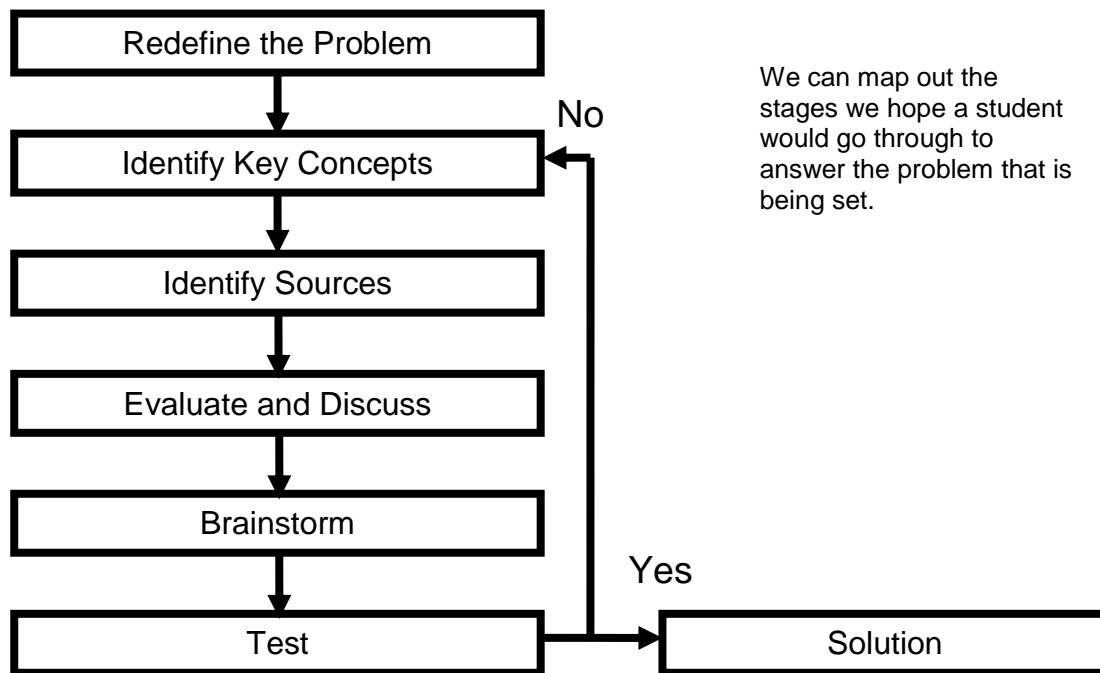 Redefine the Problem
We can map out the
stages we hope a student
would go through to
answer the problem that is
being set.
No
Identify Key Concepts
Identify Sources
Evaluate and Discuss
Brainstorm
Yes
Test
Solution